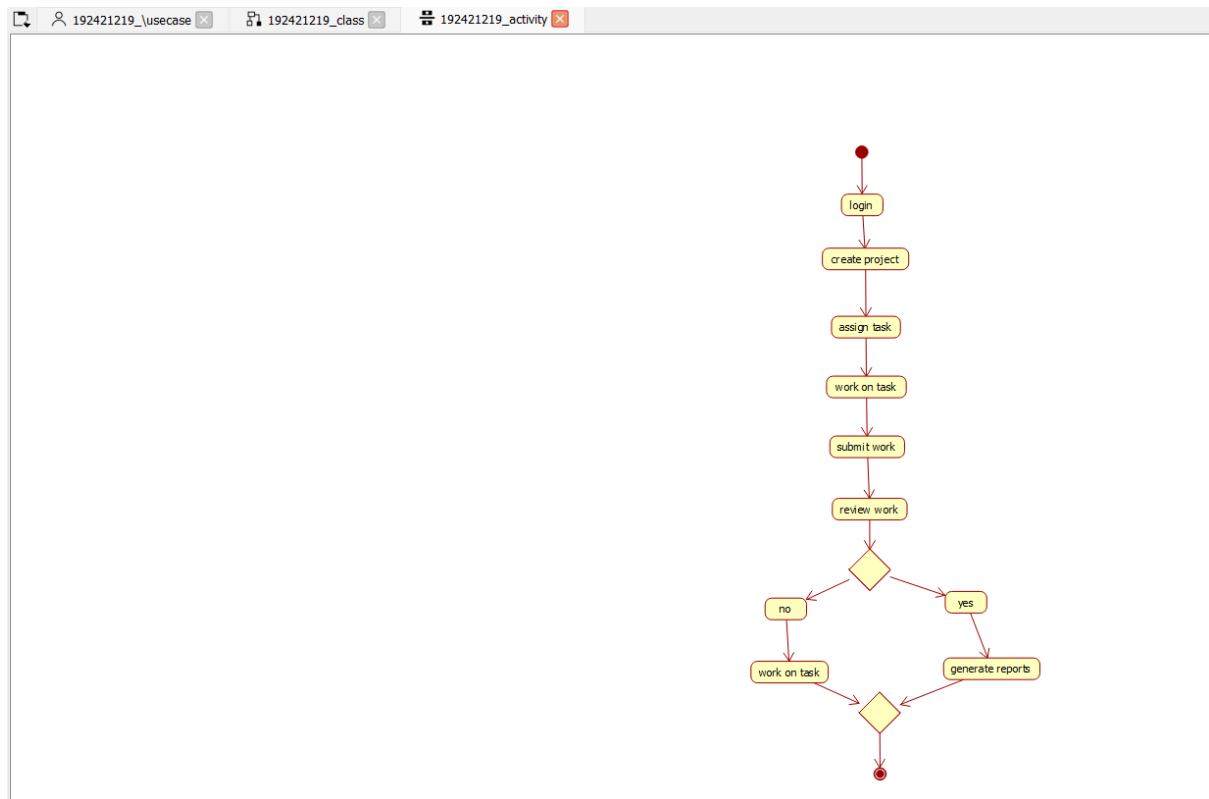 192421219_\usecase
192421219_class
192421219_activity
login
create project
assign task
work on task
submit work
review work
no
yes
work on task
generate reports